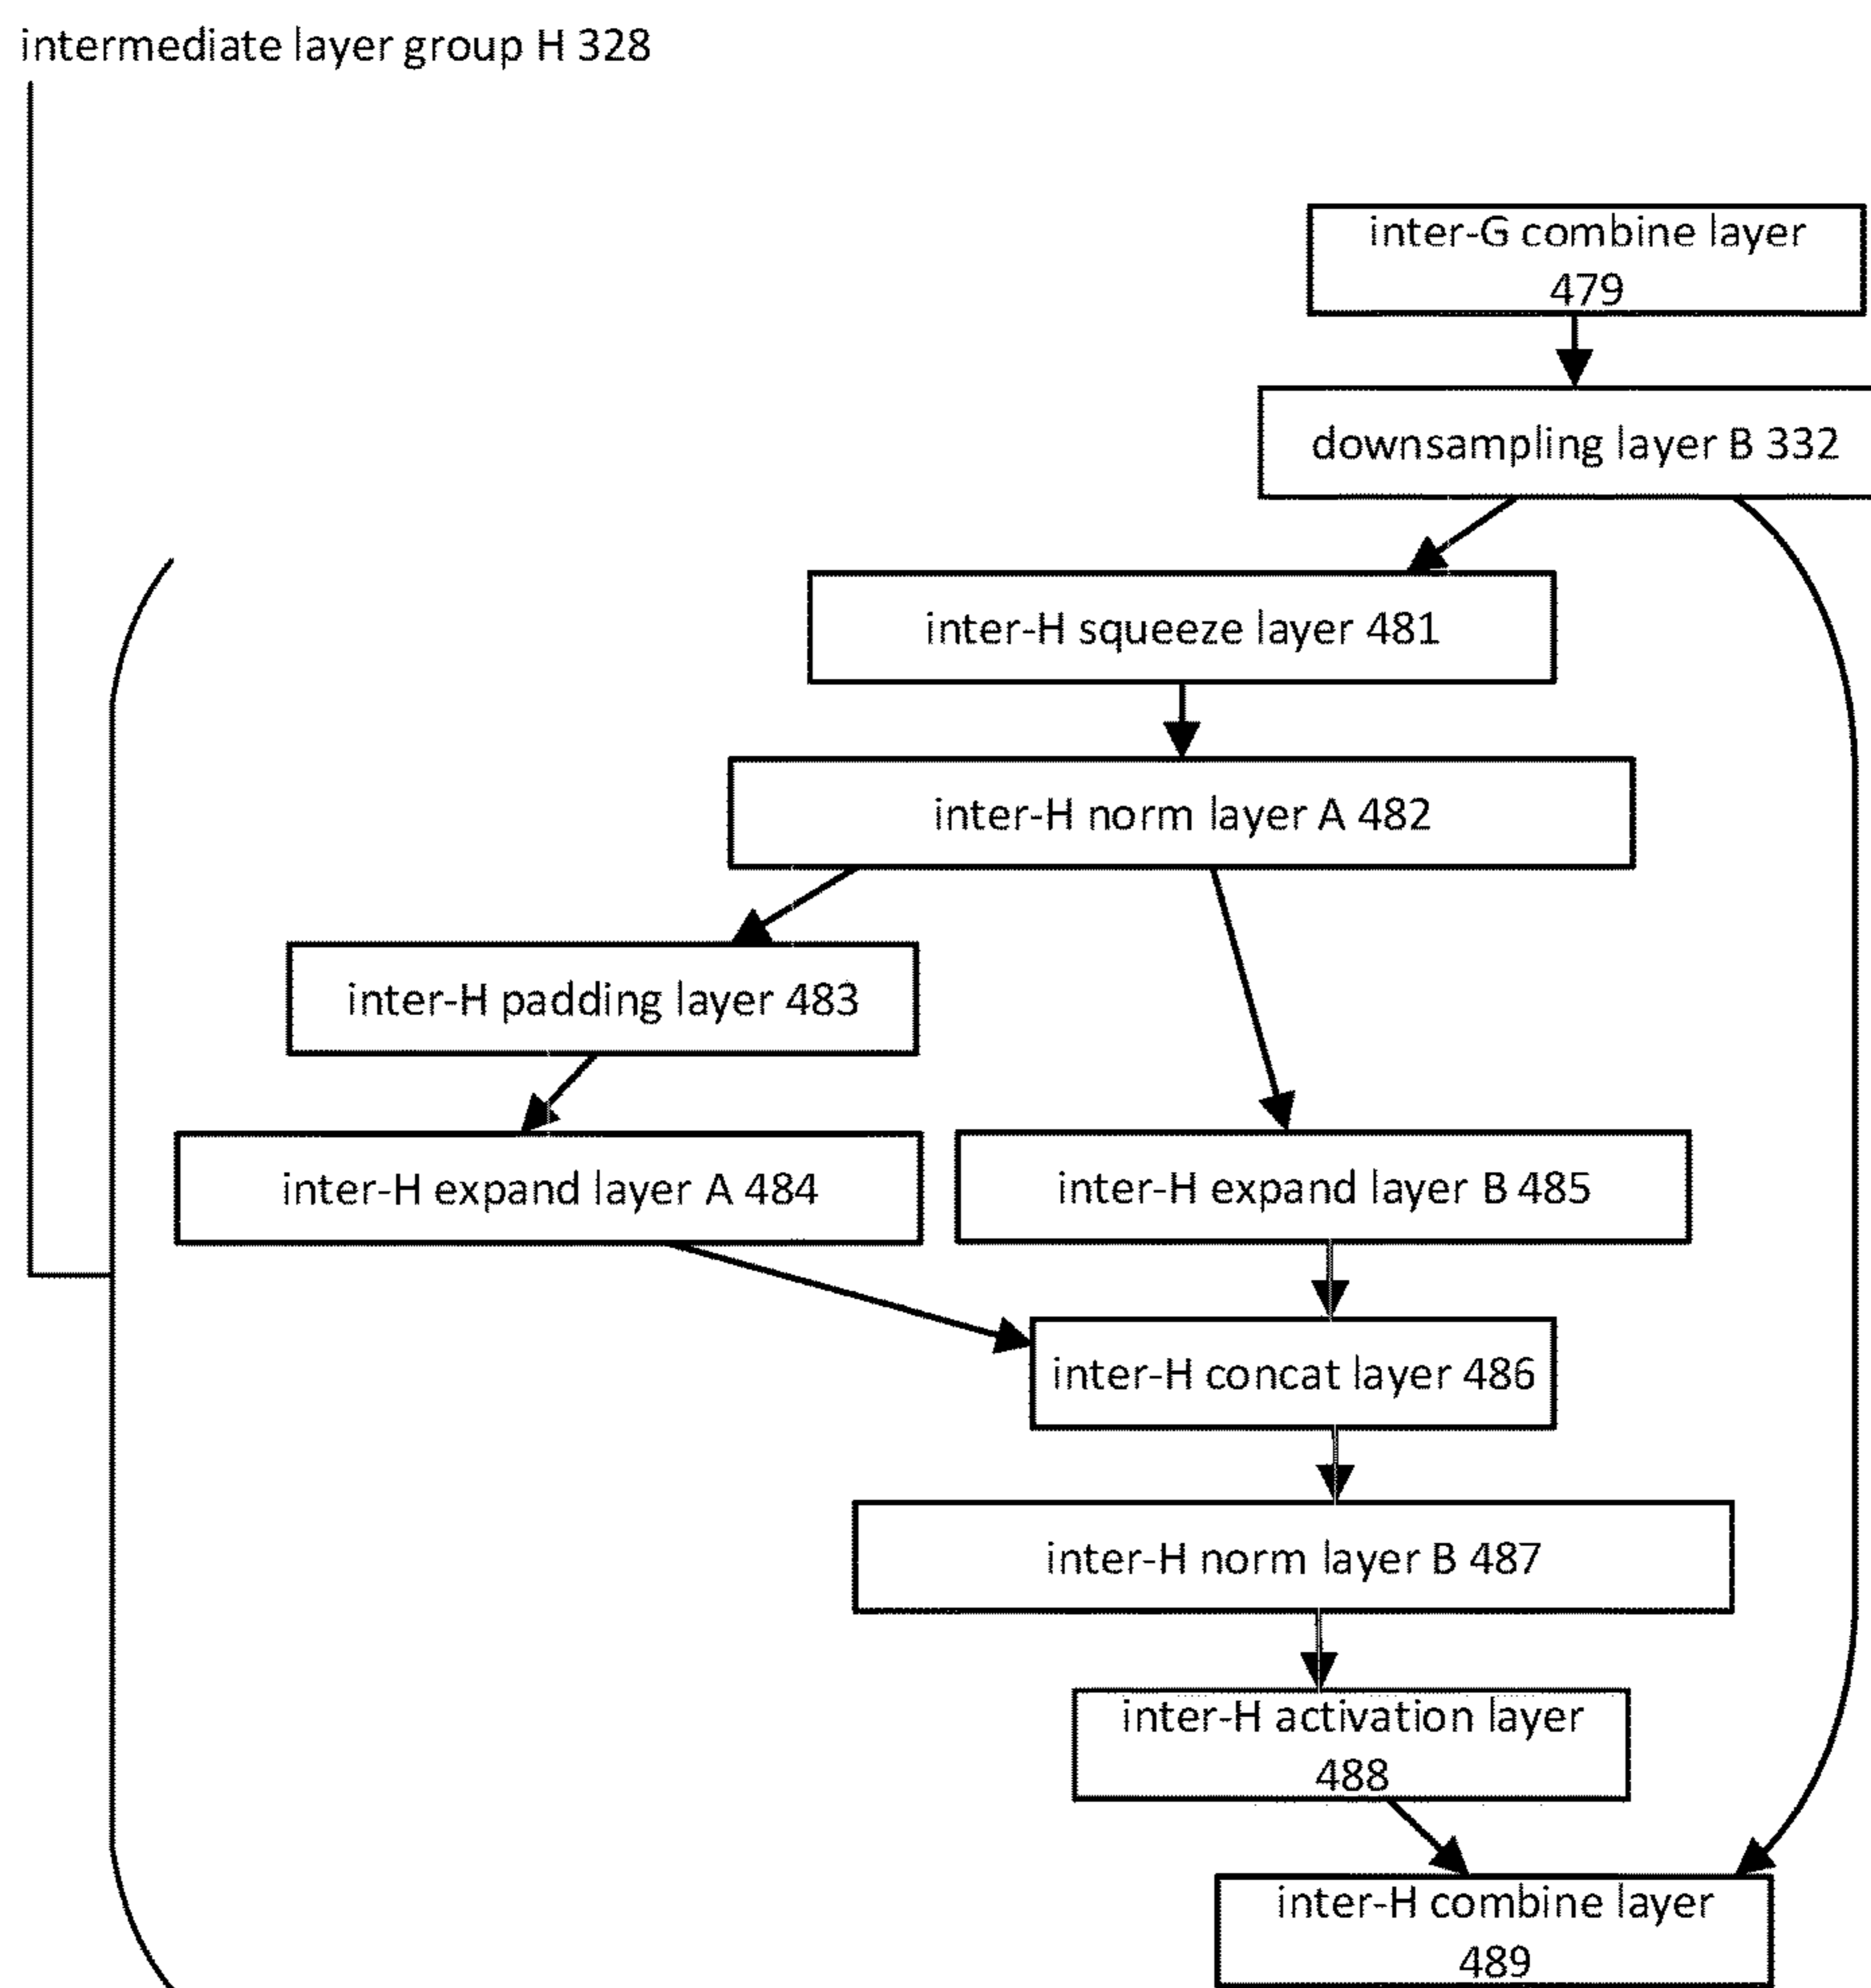 intermediate layer group H 328
inter-G combine layer
479
downsampling layer B 332
inter-H squeeze layer 481
inter-H norm layer A 482
inter-H padding layer 483
inter-H expand layer A 484
inter-H expand layer B 485
inter-H concat layer 486
inter-H norm layer B 487
inter-H activation layer
488
inter-H combine layer
489